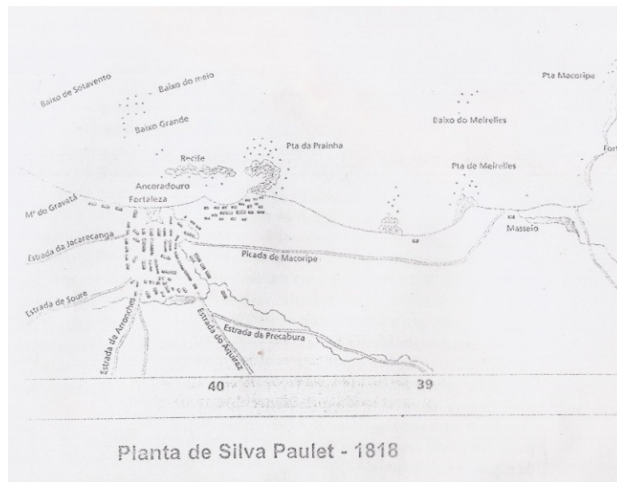 Pta Macoripe
Baixo de Sotavento
Baixo do meio
Baixo Grande
Baixo do Meirelles
Pta da Prainha
Recife
Pta de Meirelles
Ancoradouro
Fortaleza
Mº do Gravatá
Masseio
Estrada da Jacarecanga
Picada de Macoripe
Estrada de Soure
Estrada de Arronches
Estrada do Aquiraz
Estrada da Precabura
40
39
Planta de Silva Paulet - 1818